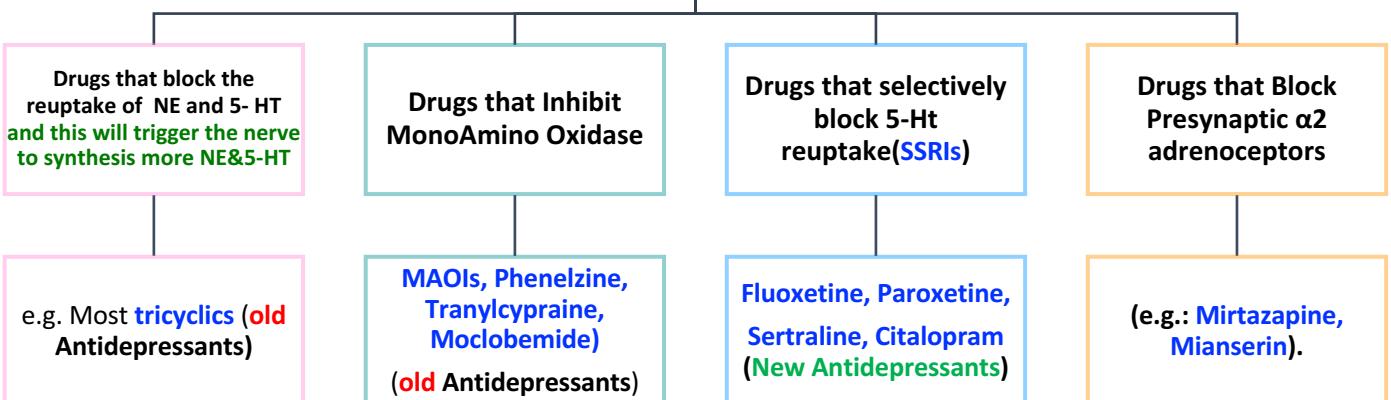 Drugs that block the
reuptake of NE and 5- HT
and this will trigger the nerve
to synthesis more NE&5-HT
Drugs that Inhibit
MonoAmino Oxidase
Drugs that selectively
block 5-Ht
reuptake(SSRIs)
Drugs that Block
Presynaptic α2
adrenoceptors
e.g. Most tricyclics (old
Antidepressants)
MAOIs, Phenelzine,
Tranylcypraine,
Moclobemide)
(old Antidepressants)
Fluoxetine, Paroxetine,
Sertraline, Citalopram
(New Antidepressants)
(e.g.: Mirtazapine,
Mianserin).